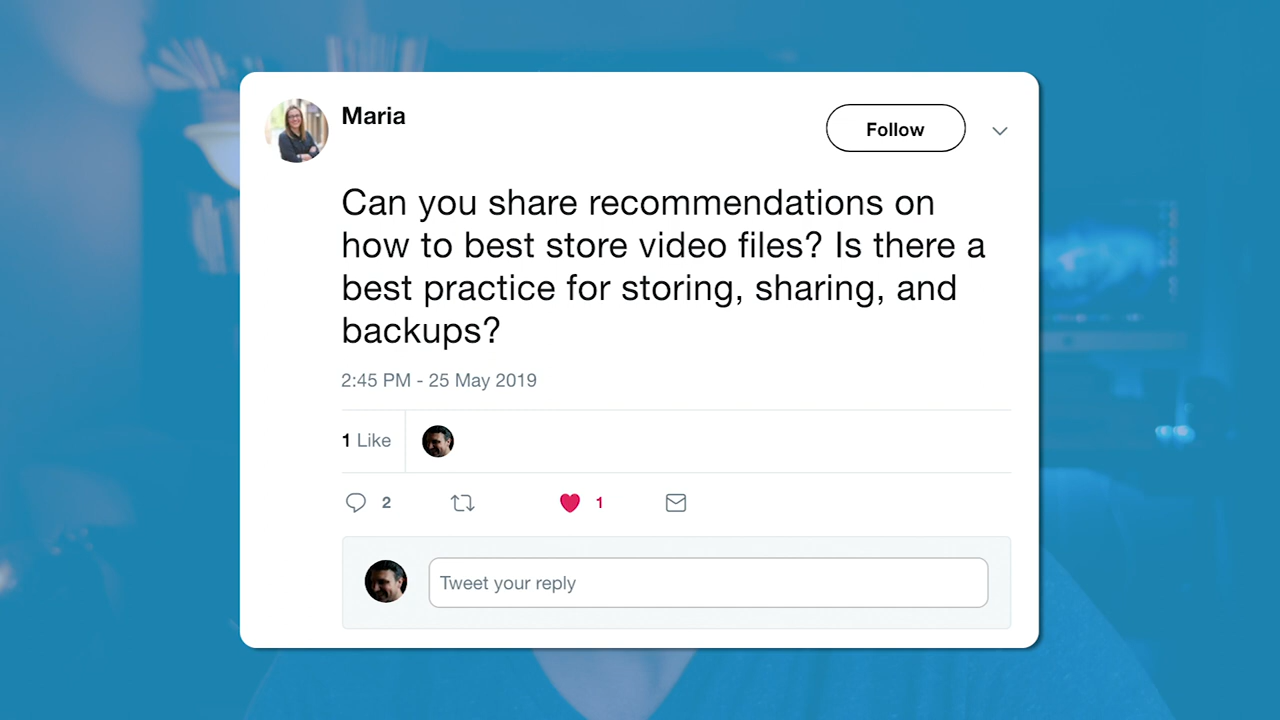 Maria
Follow
Can you share recommendations on
how to best store video files? Is there a
best practice for storing, sharing, and
backups?
2:45 PM - 25 May 2019
1 Like
2
1
Tweet your reply